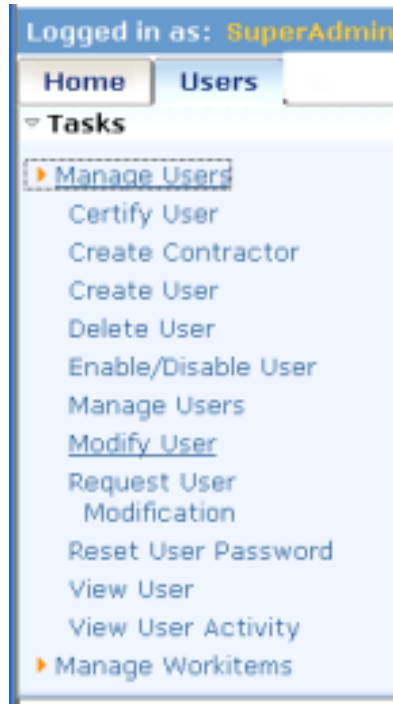 Logged in as: SuperAdmin
Home Users
Tasks
Manage Users
Certify User
Create Contractor
Create User
Delete User
Enable/Disable User
Manage Users
Modify User
Request User
Modification
Reset User Password
View User
View User Activity
Manage Workitems